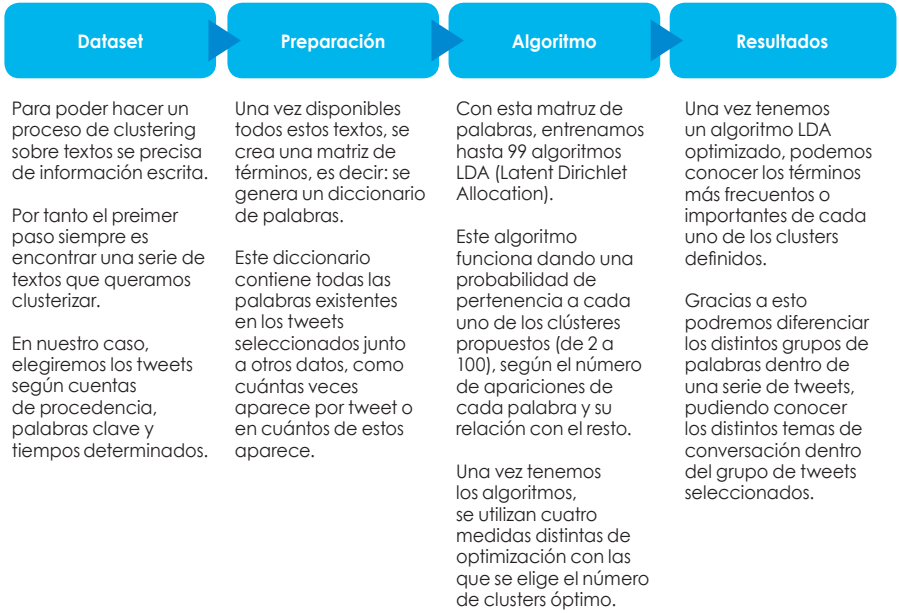 Dataset
Preparación
Algoritmo
Resultados
Para poder hacer un
proceso de clustering
sobre textos se precisa
de información escrita.
Por tanto el preimer
paso siempre es
encontrar una serie de
textos que queramos
clusterizar.
En nuestro caso,
elegiremos los tweets
según cuentas
de procedencia,
palabras clave y
tiempos determinados.
Una vez disponibles
todos estos textos, se
crea una matriz de
términos, es decir: se
genera un diccionario
de palabras.
Este diccionario
contiene todas las
palabras existentes
en los tweets
seleccionados junto
a otros datos, como
cuántas veces
aparece por tweet o
en cuántos de estos
aparece.
Con esta matruz de
palabras, entrenamos
hasta 99 algoritmos
LDA (Latent Dirichlet
Allocation).
Este algoritmo
funciona dando una
probabilidad de
pertenencia a cada
uno de los clústeres
propuestos (de 2 a
100), según el número
de apariciones de
cada palabra y su
relación con el resto.
Una vez tenemos
los algoritmos,
se utilizan cuatro
medidas distintas de
optimización con las
que se elige el número
de clusters óptimo.
Una vez tenemos
un algoritmo LDA
optimizado, podemos
conocer los términos
más frecuentes o
importantes de cada
uno de los clusters
definidos.
Gracias a esto
podremos diferenciar
los distintos grupos de
palabras dentro de
una serie de tweets,
pudiendo conocer
los distintos temas de
conversación dentro
del grupo de tweets
seleccionados.